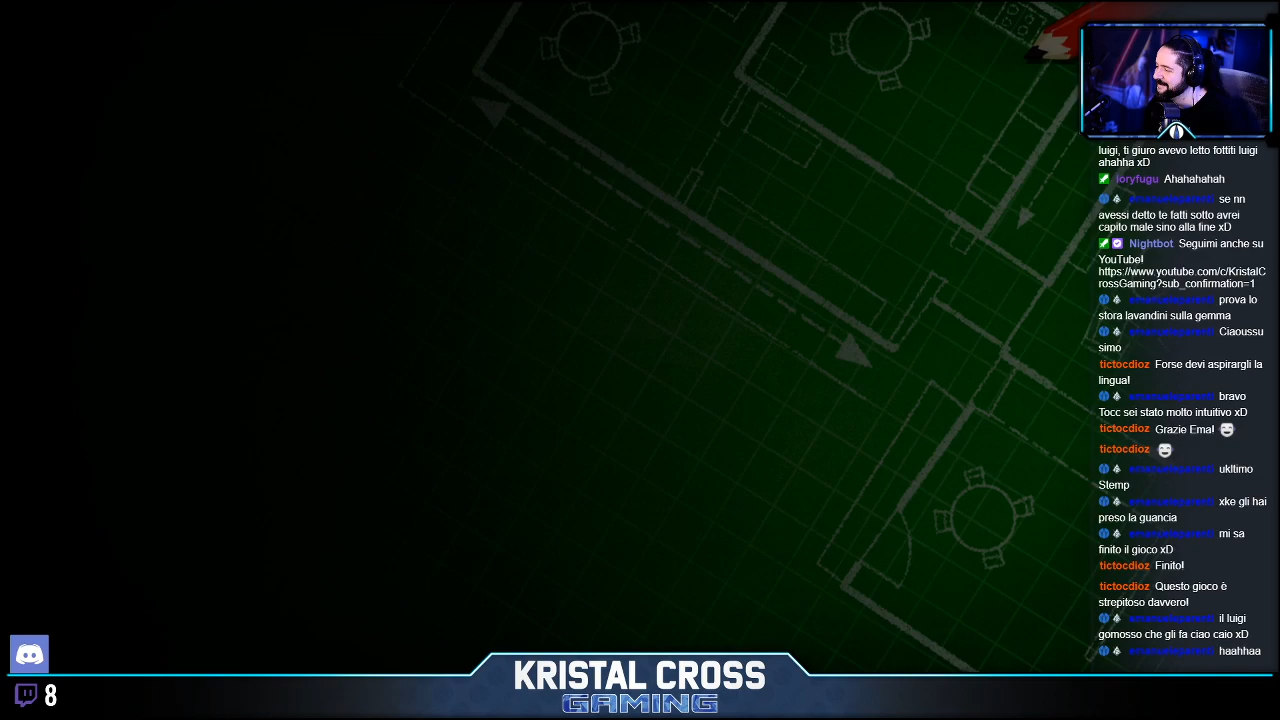 luigi, ti giuro avevo letto fottiti luigi
ahahha xD
loryfugu Ahahahahah
emanueleparenti se nn
avessi detto te fatti sotto avrei
capito male sino alla fine xD
Nightbot Seguimi anche su
YouTube!
https://www.youtube.com/c/KristalC
rossGaming?sub_confirmation=1
prova lo
stora lavandini sulla gemma
Ciaoussu
simo
tictocdioz Forse devi aspirargli la
lingua!
bravo
Tocc sei stato molto intuitivo xD
tictocdioz Grazie Ema!
tictocdioz
ukltimo
Stemp
xke gli hai
preso la guancia
mi sa
finito il gioco xD
tictocdioz Finito!
tictocdioz Questo gioco è
strepitoso davvero!
il luigi
gomosso che gli fa ciao caio xD
haahhaa
8
KRISTAL CROSS
GAMING